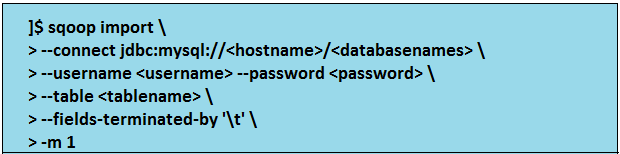 ]$ sqoop import \
> --connect jdbc:mysql://<hostname>/<databasenames> \
> --username <username> --password <password> \
> --table <tablename> \
> --fields-terminated-by '\t' \
> -m 1